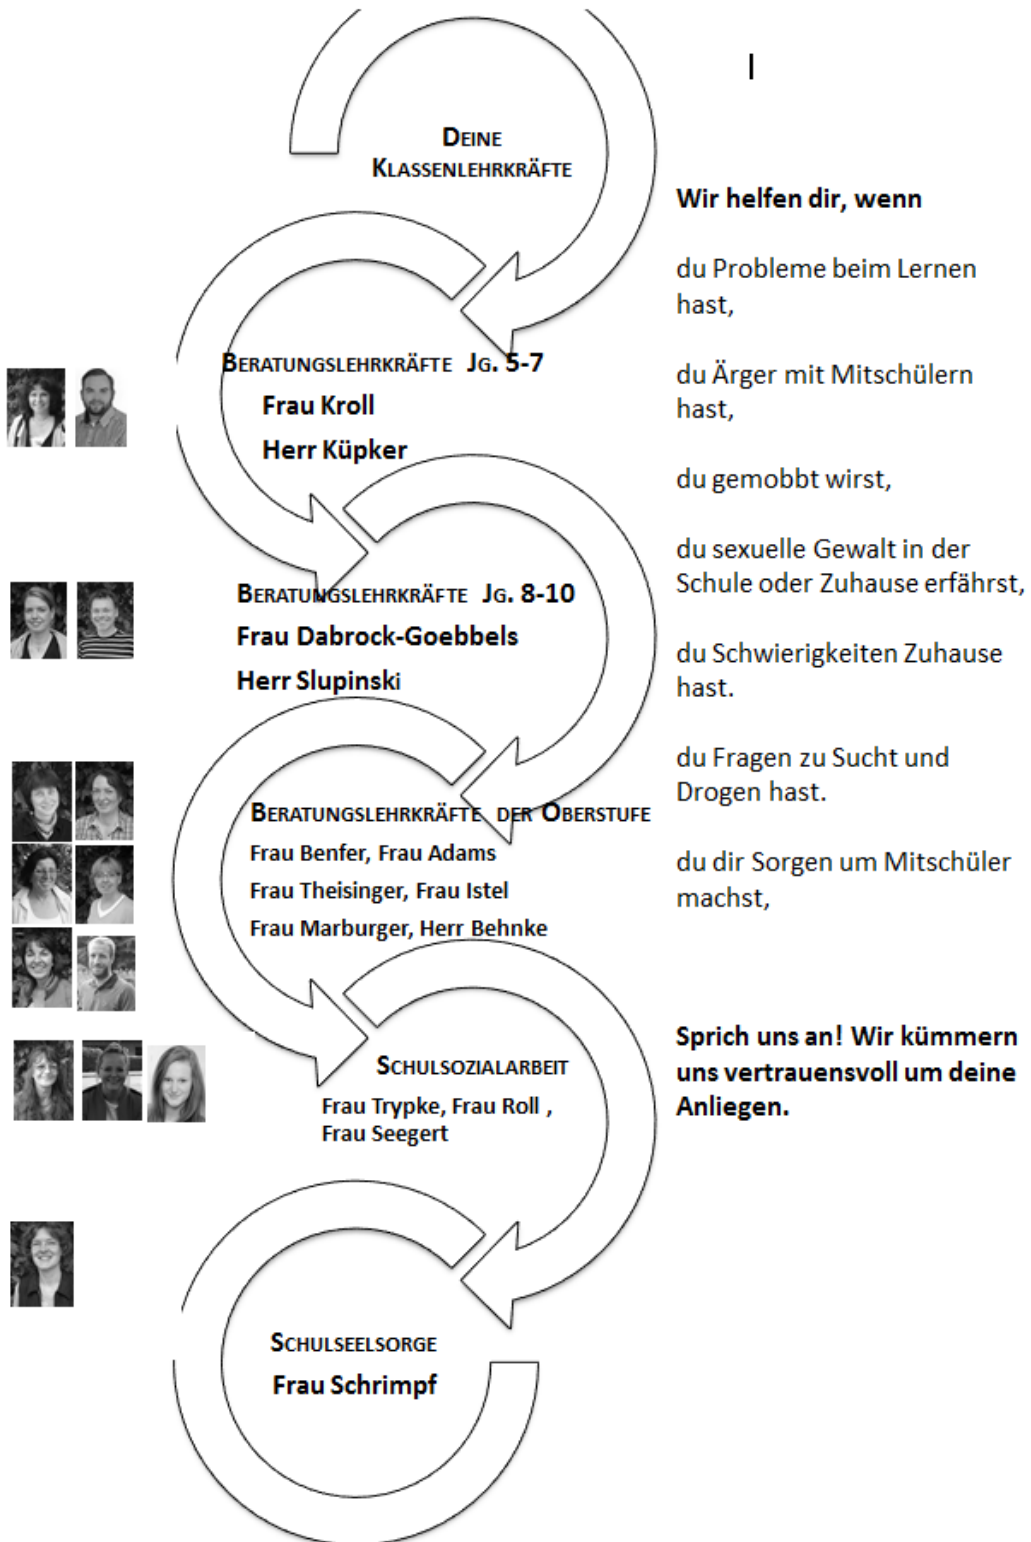 DEINE
KLASSENLEHRKRÄFTE
BERATUNGSLEHRKRÄFTE JG. 5-7
Frau Kroll
Herr Küpker
BERATUNGSLEHRKRÄFTE JG. 8-10
Frau Dabrock-Goebbels
Herr Slupinski
BERATUNGSLEHRKRÄFTE DER OBERSTUFE
Frau Benfer, Frau Adams
Frau Theisinger, Frau Istel
Frau Marburger, Herr Behnke
SCHULSOZIALARBEIT
Frau Trypke, Frau Roll ,
Frau Seegert
SCHULSEELSORGE
Frau Schrimpf
Wir helfen dir, wenn
du Probleme beim Lernen
hast,
du Ärger mit Mitschülern
hast,
du gemobbt wirst,
du sexuelle Gewalt in der
Schule oder Zuhause erfährst,
du Schwierigkeiten Zuhause
hast.
du Fragen zu Sucht und
Drogen hast.
du dir Sorgen um Mitschüler
machst,
Sprich uns an! Wir kümmern
uns vertrauensvoll um deine
Anliegen.